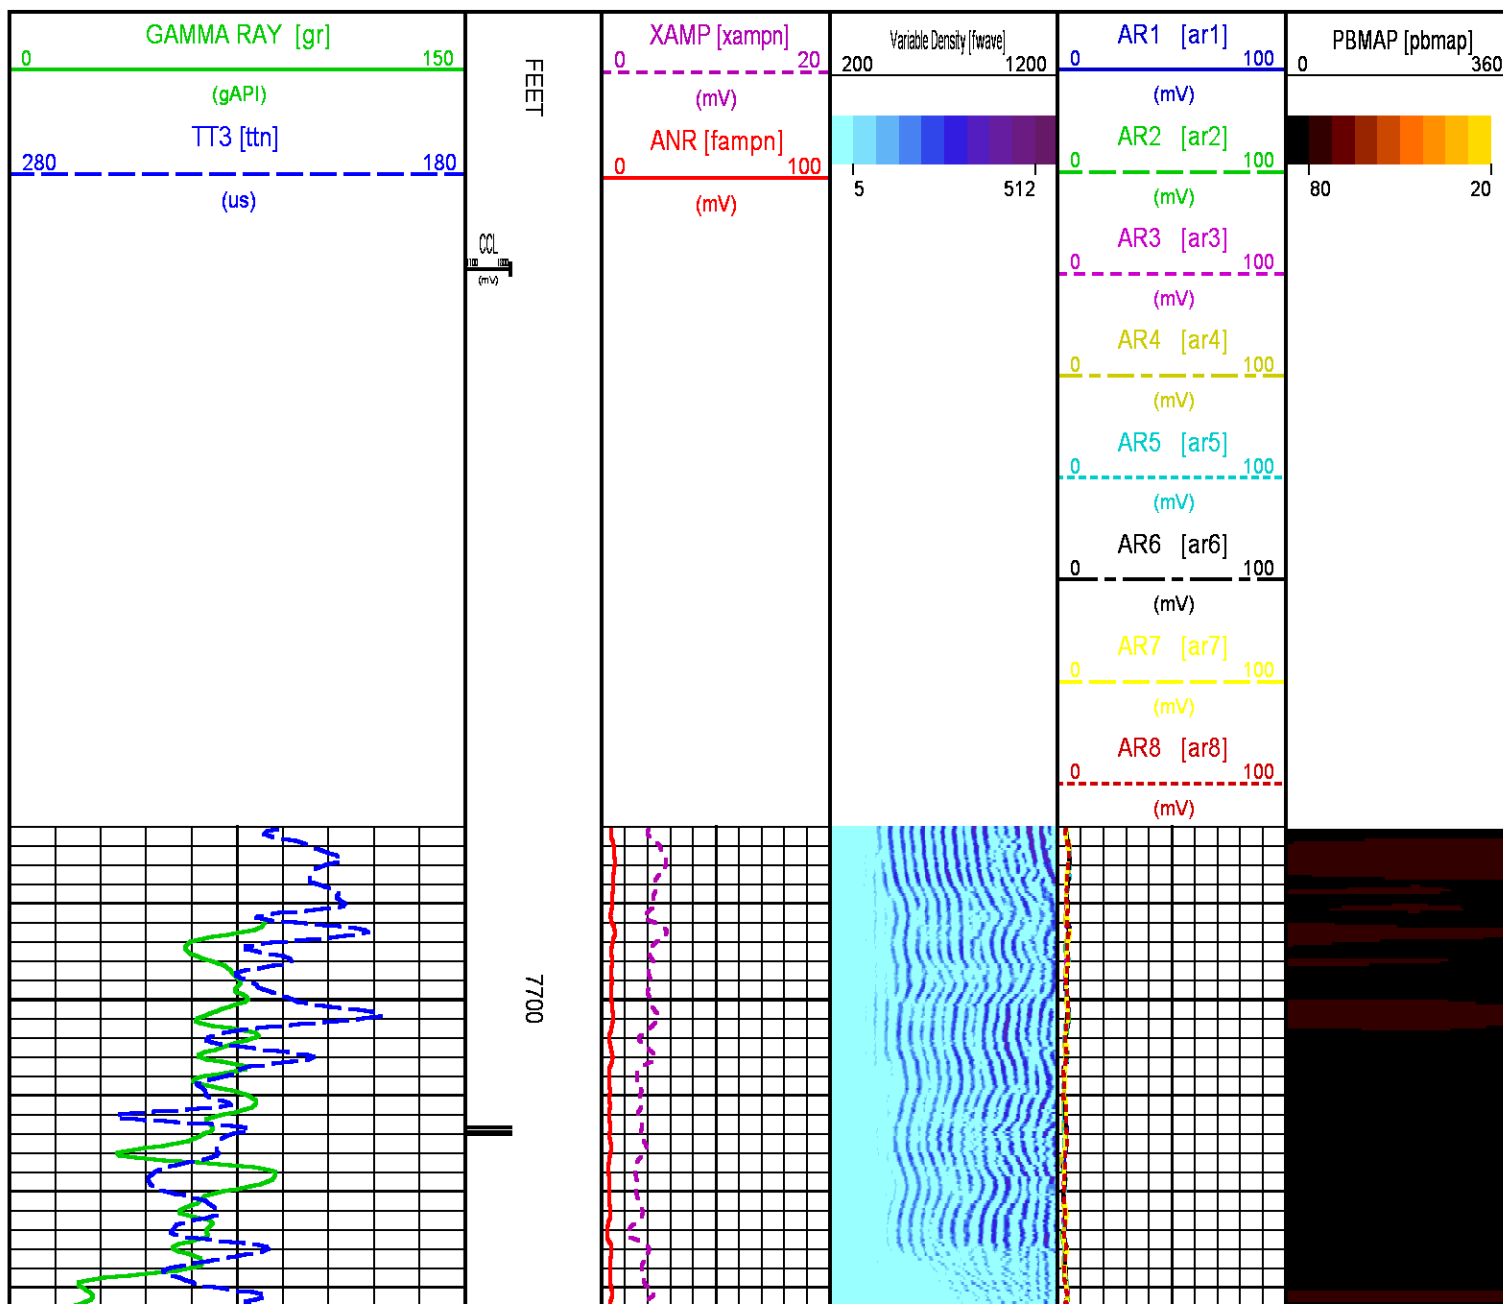 GAMMA RAY [gr]
0 150
(gAPI)
TT3 [ttn]
280 180
(us)
FEET
CCL
(mV)
7700
XAMP [xampn]
0 20
(mV)
ANR [fampn]
0 100
(mV)
Variable Density [fwave]
200 1200
5 512
AR1 [ar1]
0 100
(mV)
AR2 [ar2]
0 100
(mV)
AR3 [ar3]
0 100
(mV)
AR4 [ar4]
0 100
(mV)
AR5 [ar5]
0 100
(mV)
AR6 [ar6]
0 100
(mV)
AR7 [ar7]
0 100
(mV)
AR8 [ar8]
0 100
(mV)
PBMAP [pbmap]
0 360
80 20